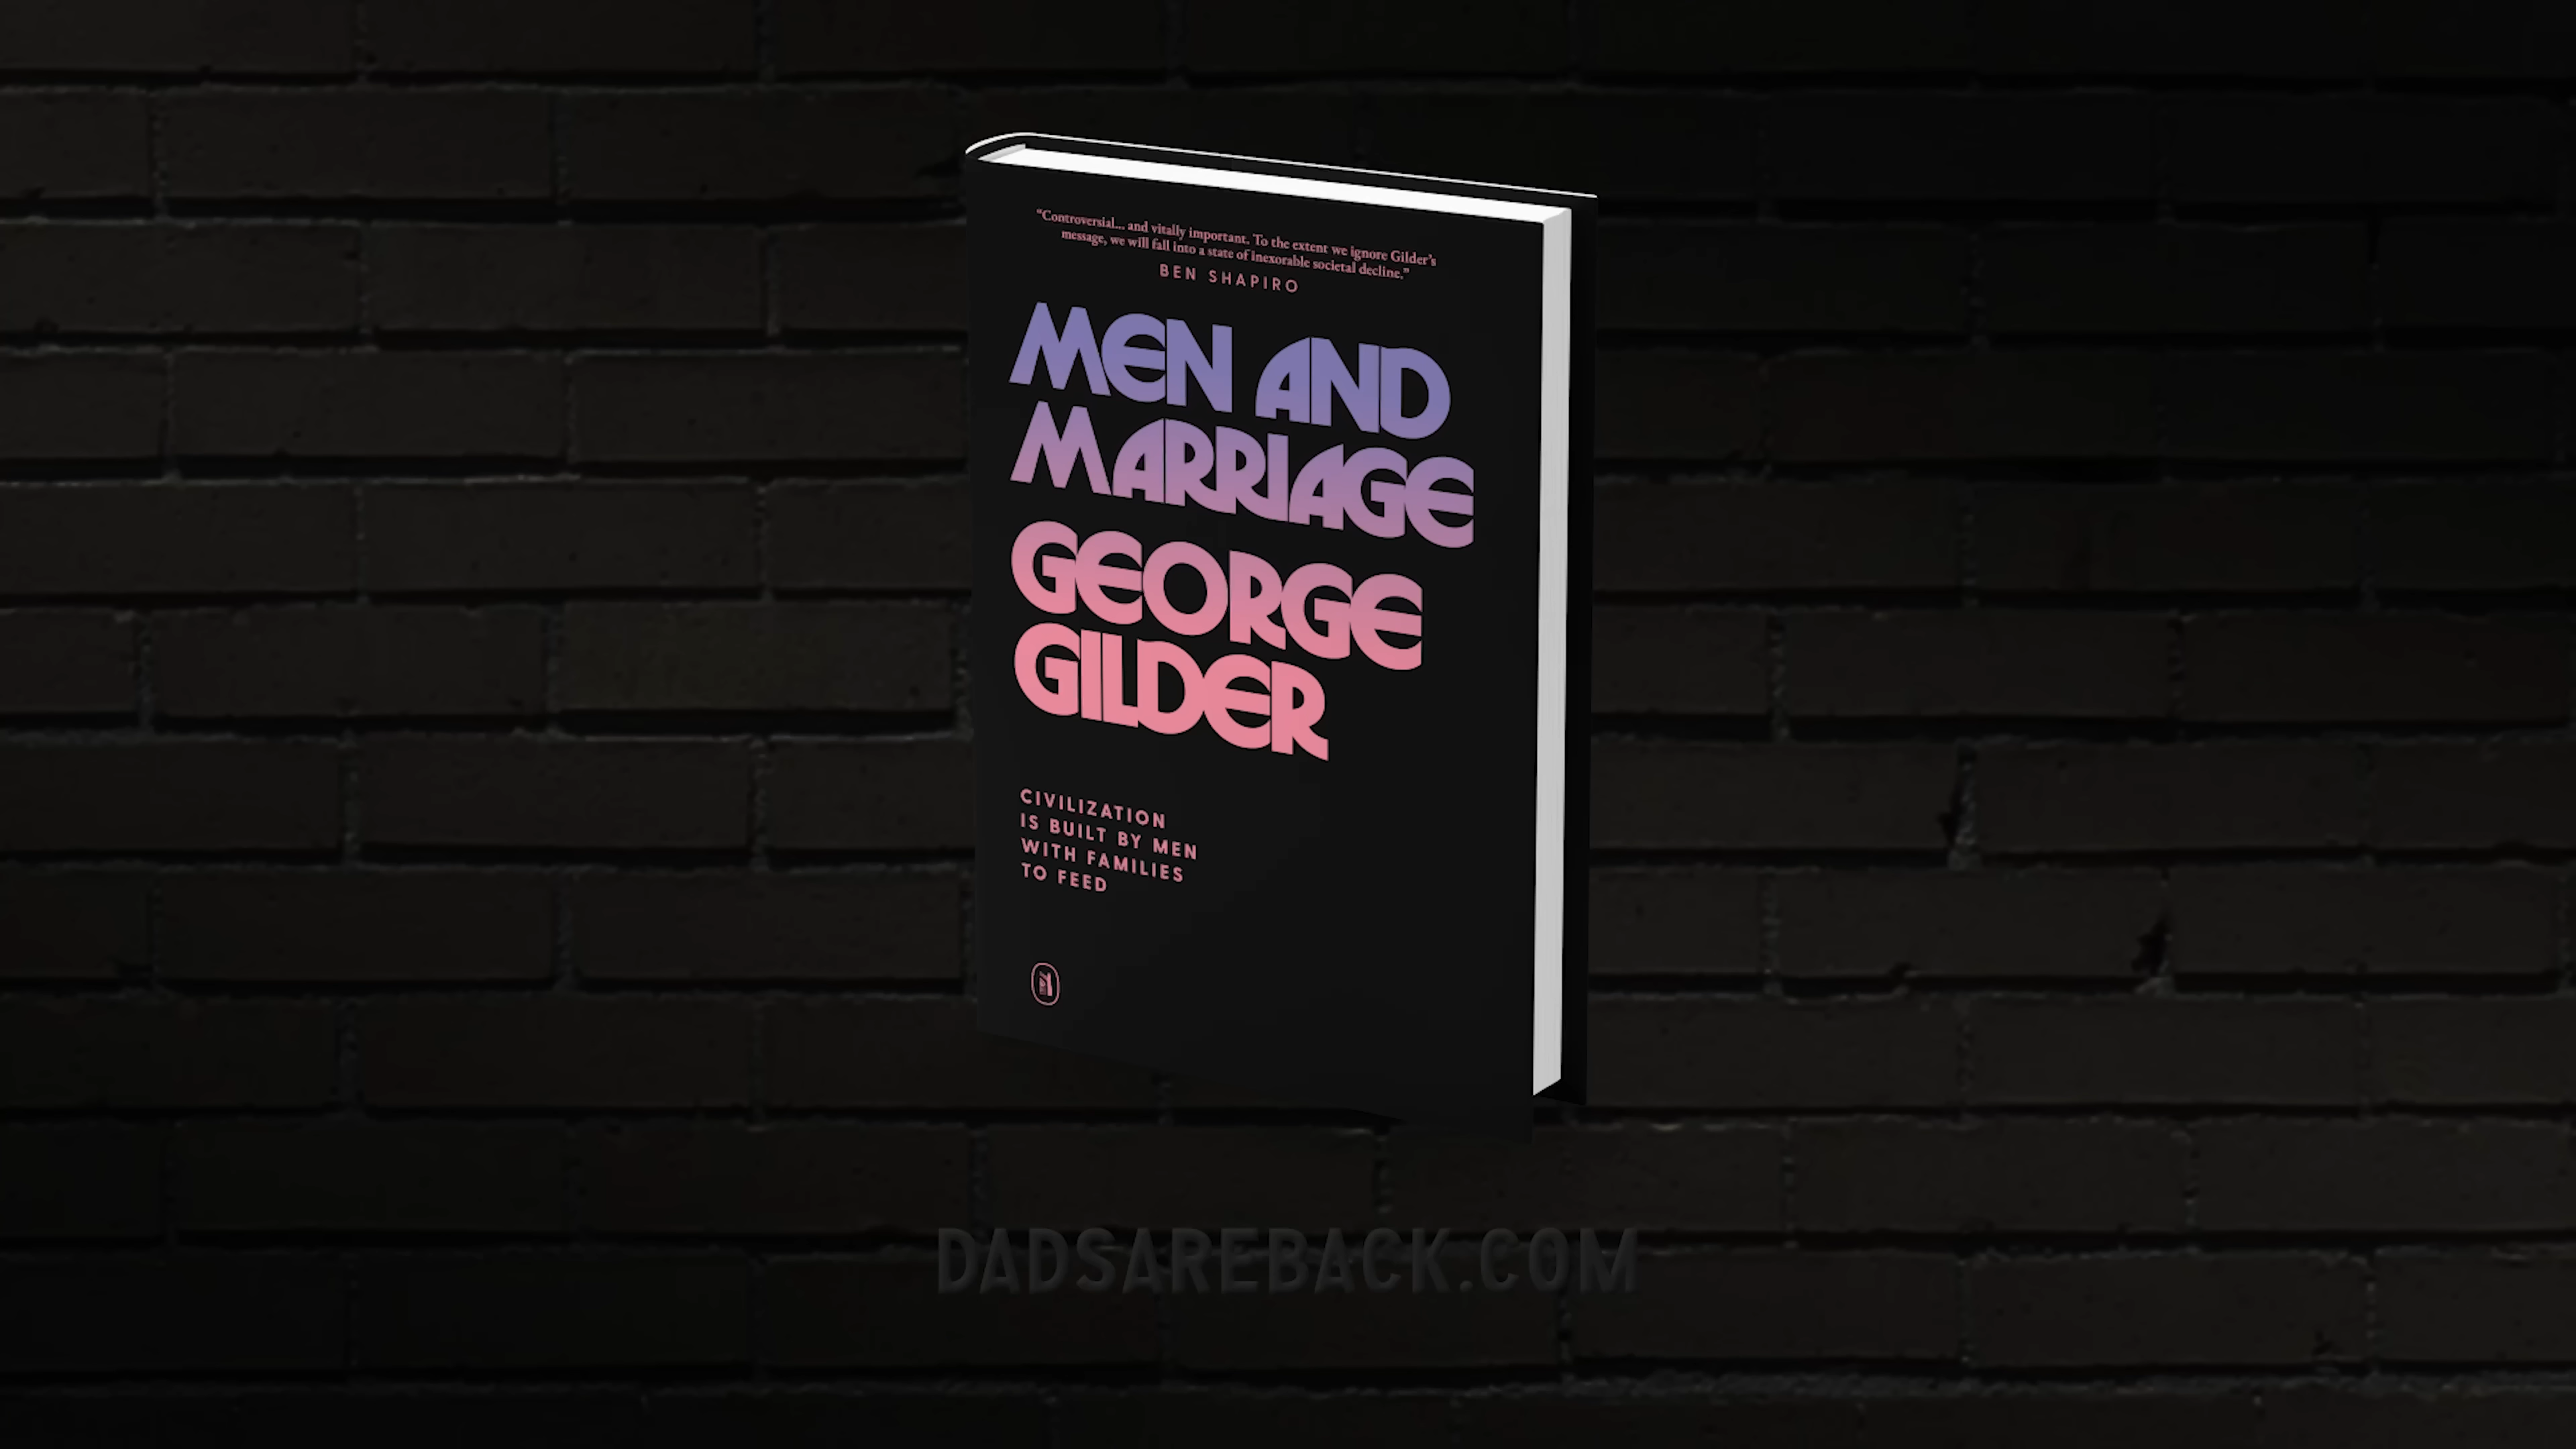 “Controversial... and vitally important. To the extent we ignore Gilder’s
message, we will fall into a state of inexorable societal decline.”
BEN SHAPIRO
MEN AND
MARRIAGE
GEORGE
GILDER
CIVILIZATION
IS BUILT BY MEN
WITH FAMILIES
TO FEED
DADSAREBACK.COM